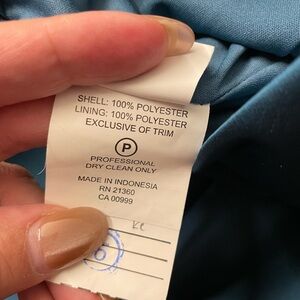 SHELL: 100% POLYESTER
LINING: 100% POLYESTER
EXCLUSIVE OF TRIM
P
PROFESSIONAL
DRY CLEAN ONLY
MADE IN INDONESIA
RN 21360
CA 00999